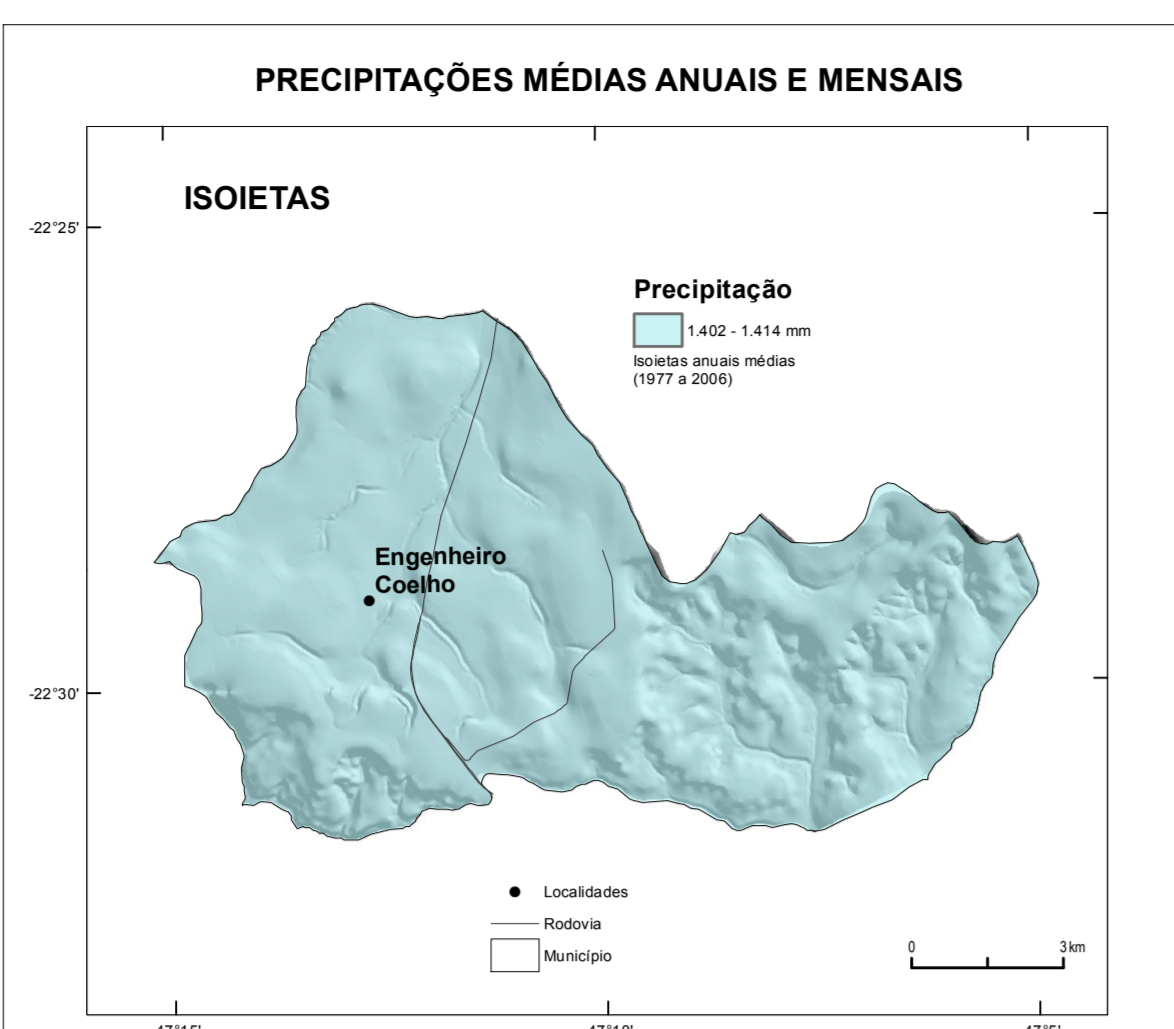 PRECIPITAÇÕES MÉDIAS ANUAIS E MENSAIS
ISOIETAS
-22°25'
Precipitação
1.402 - 1.414 mm
Isoietas anuais médias
(1977 a 2006)
Engenheiro
Coelho
-22°30'
Localidades
Rodovia
Município
0 3 km